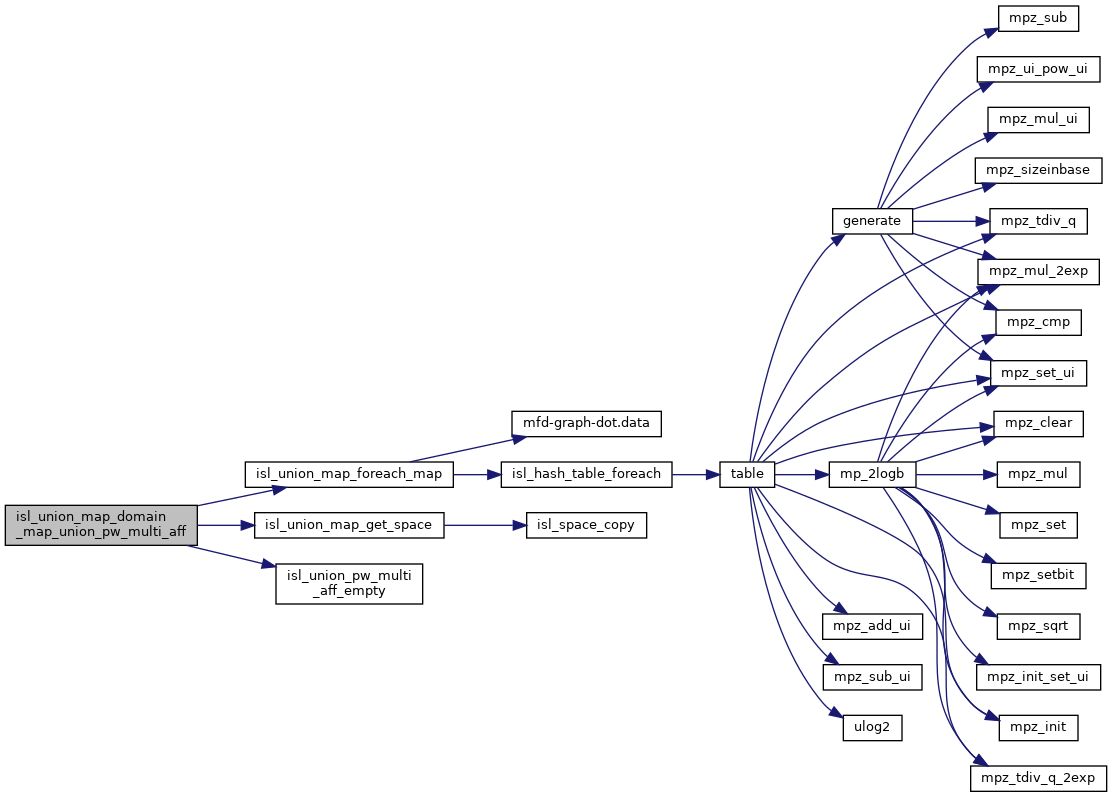 mpz_sub
mpz_ui_pow_ui
mpz_mul_ui
mpz_sizeinbase
generate
mpz_tdiv_q
mpz_mul_2exp
mpz_cmp
mpz_set_ui
mfd-graph-dot.data
mpz_clear
isl_union_map_foreach_map
isl_hash_table_foreach
table
mp_2logb
mpz_mul
isl_union_map_domain
_map_union_pw_multi_aff
isl_union_map_get_space
isl_space_copy
mpz_set
isl_union_pw_multi
_aff_empty
mpz_setbit
mpz_add_ui
mpz_sqrt
mpz_sub_ui
mpz_init_set_ui
ulog2
mpz_init
mpz_tdiv_q_2exp